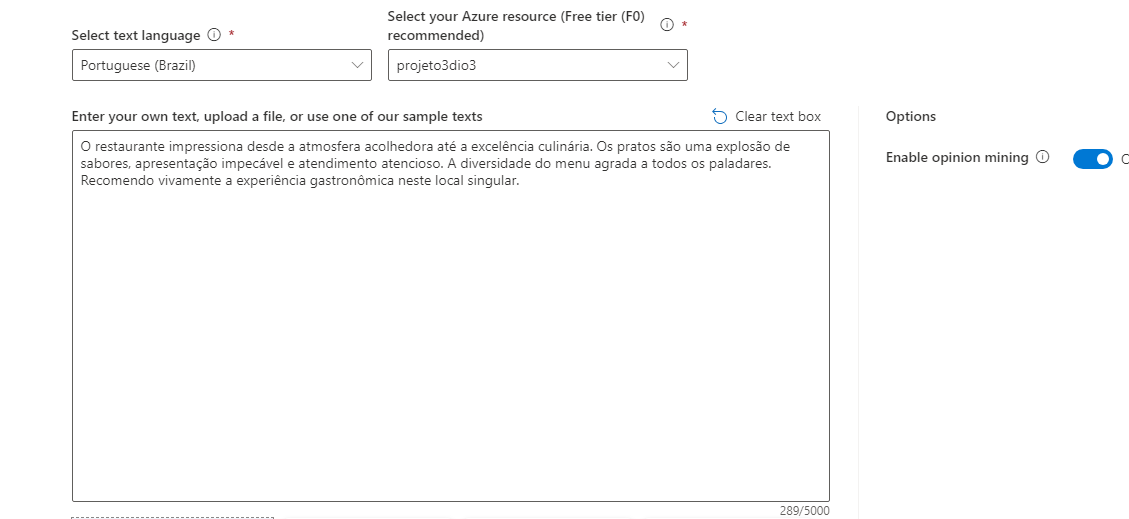 Select text language *
Select your Azure resource (Free tier (F0)
recommended) *
Portuguese (Brazil)
projeto3dio3
Enter your own text, upload a file, or use one of our sample texts
Clear text box
O restaurante impressiona desde a atmosfera acolhedora até a excelência culinária. Os pratos são uma explosão de
sabores, apresentação impecável e atendimento atencioso. A diversidade do menu agrada a todos os paladares.
Recomendo vivamente a experiência gastronômica neste local singular.
289/5000
Options
Enable opinion mining